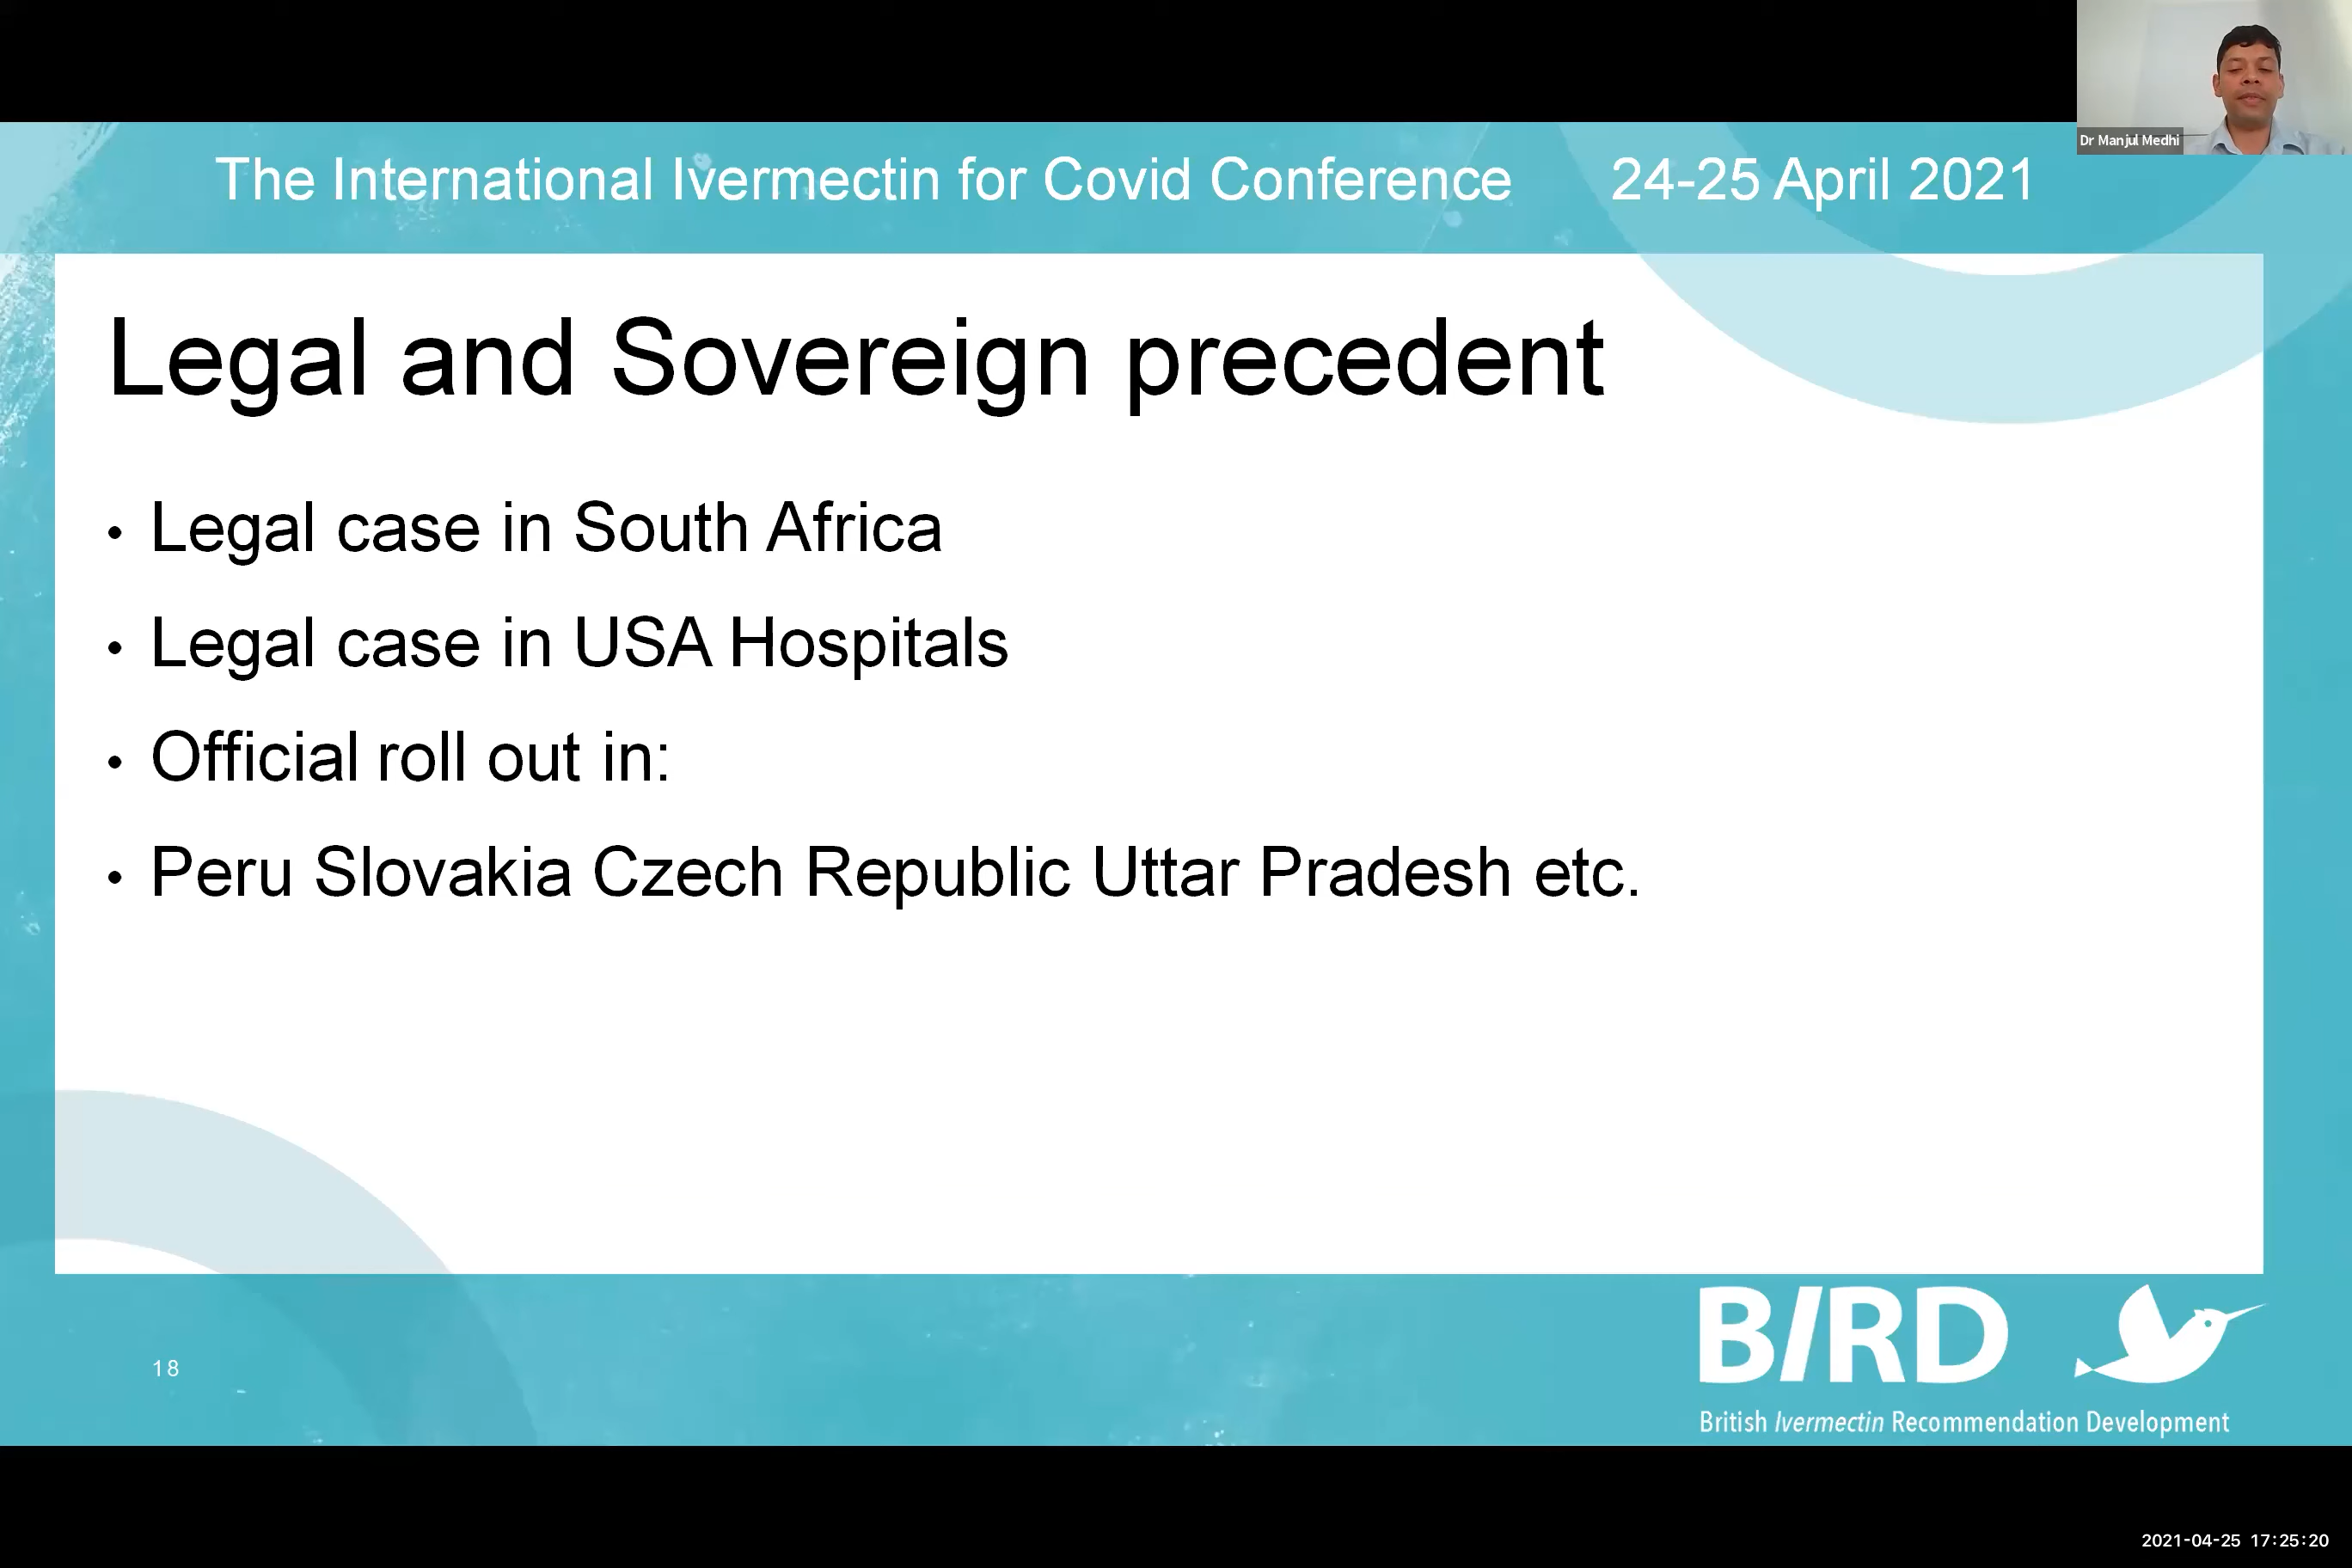 Dr Manjul Medhi
The International Ivermectin for Covid Conference 24-25 April 2021
Legal and Sovereign precedent
• Legal case in South Africa
• Legal case in USA Hospitals
• Official roll out in:
• Peru Slovakia Czech Republic Uttar Pradesh etc.
18
BIRD
British Ivermectin Recommendation Development
2021-04-25 17:25:20